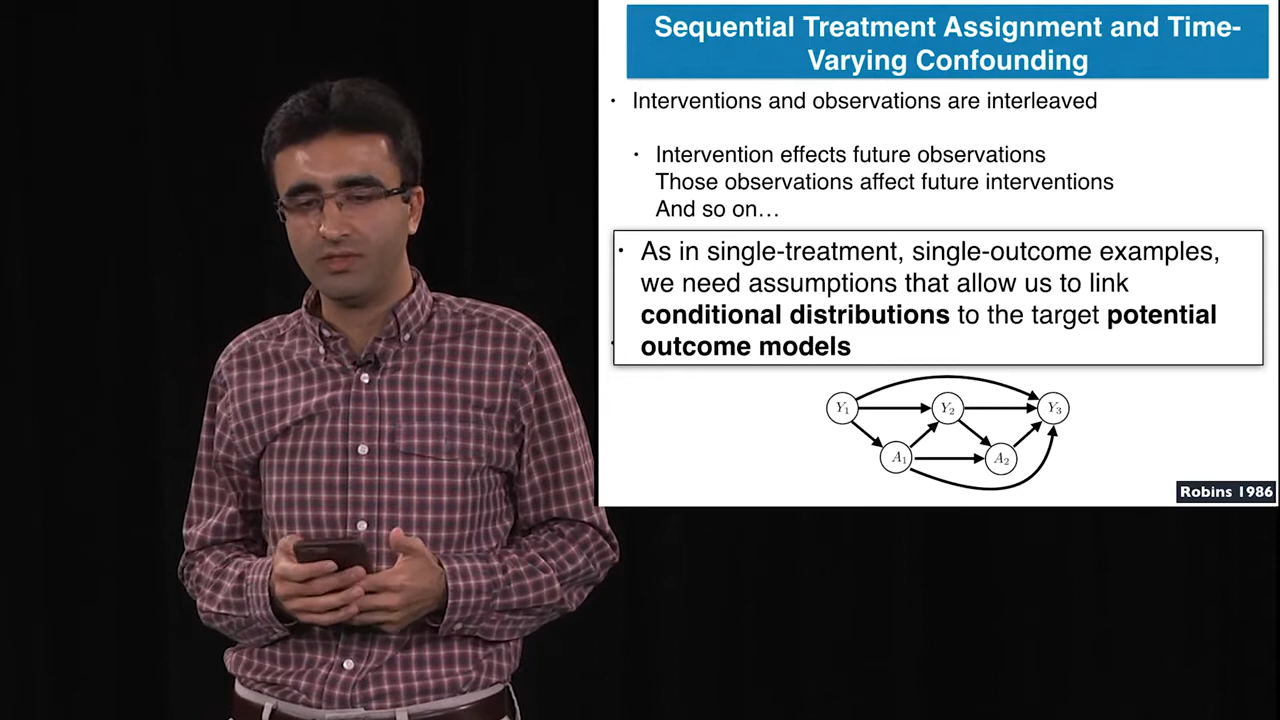 Sequential Treatment Assignment and Time-
Varying Confounding
• Interventions and observations are interleaved
• Intervention effects future observations
Those observations affect future interventions
And so on…
• As in single-treatment, single-outcome examples,
we need assumptions that allow us to link
conditional distributions to the target potential
outcome models
Y1 Y2 Y3
A1 A2
Robins 1986